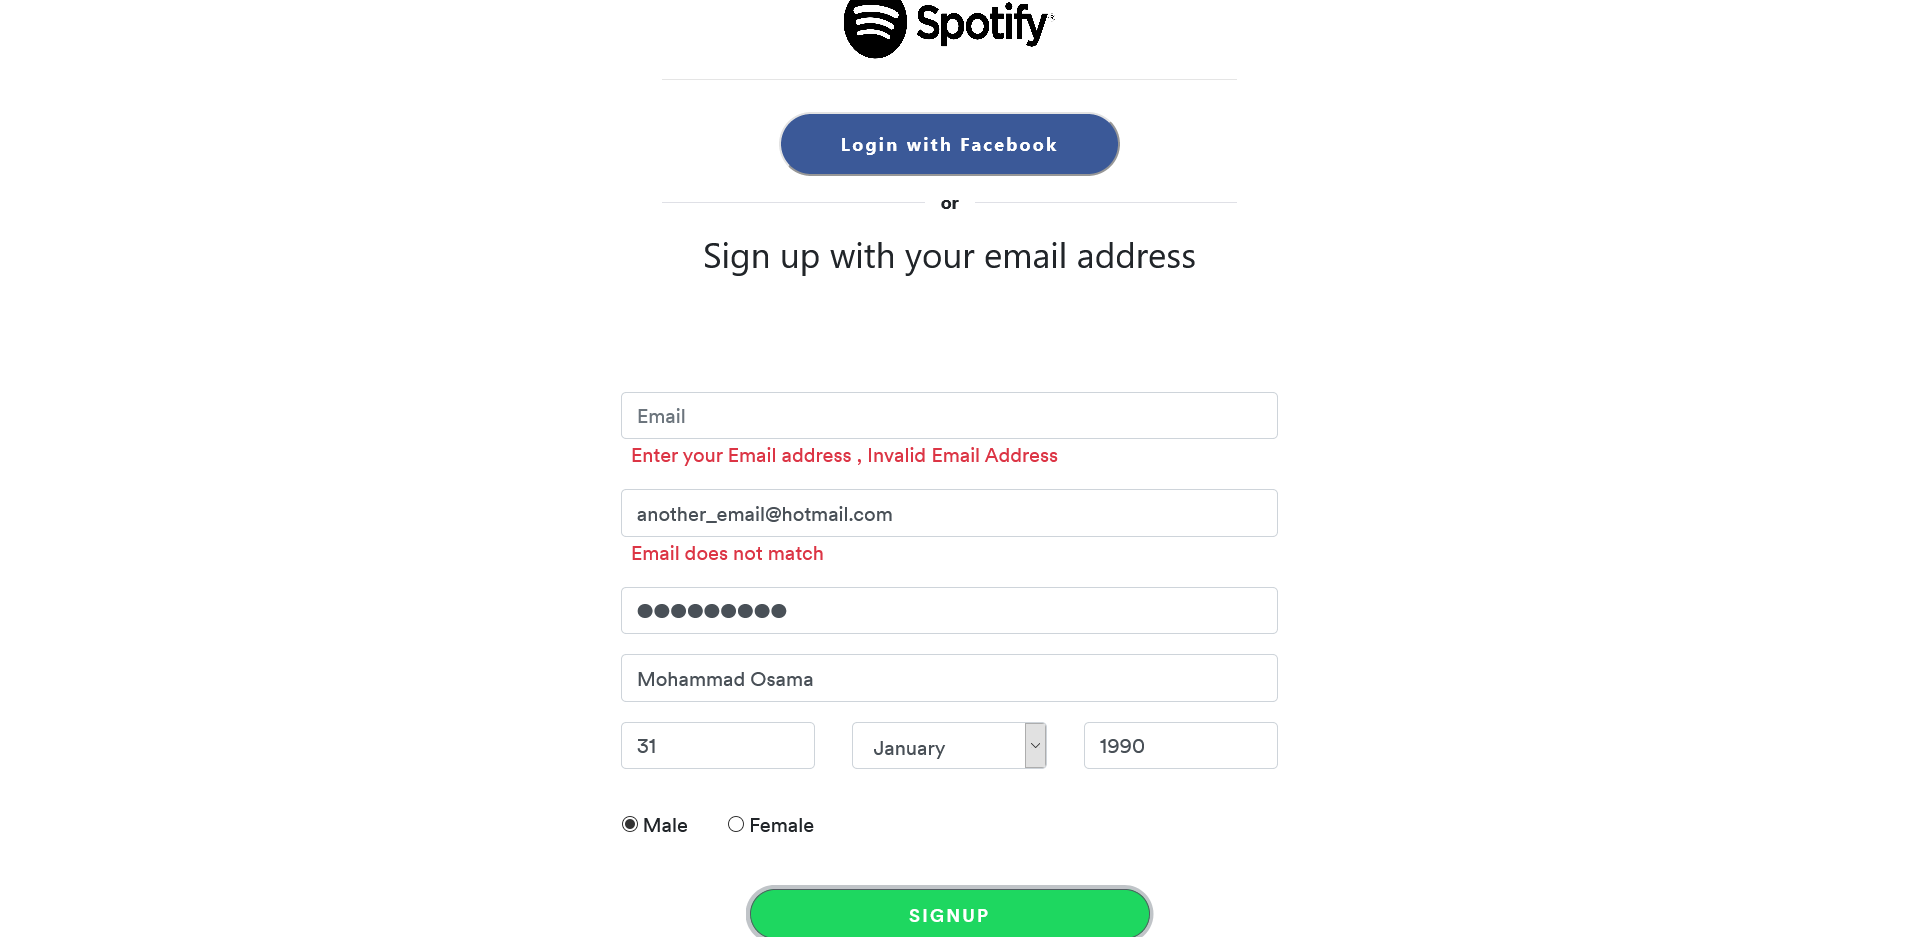 Spotify
Login with Facebook
or
Sign up with your email address
Email
Enter your Email address , Invalid Email Address
another_email@hotmail.com
Email does not match
●●●●●●●●●
Mohammad Osama
31 January 1990
Male Female
SIGNUP